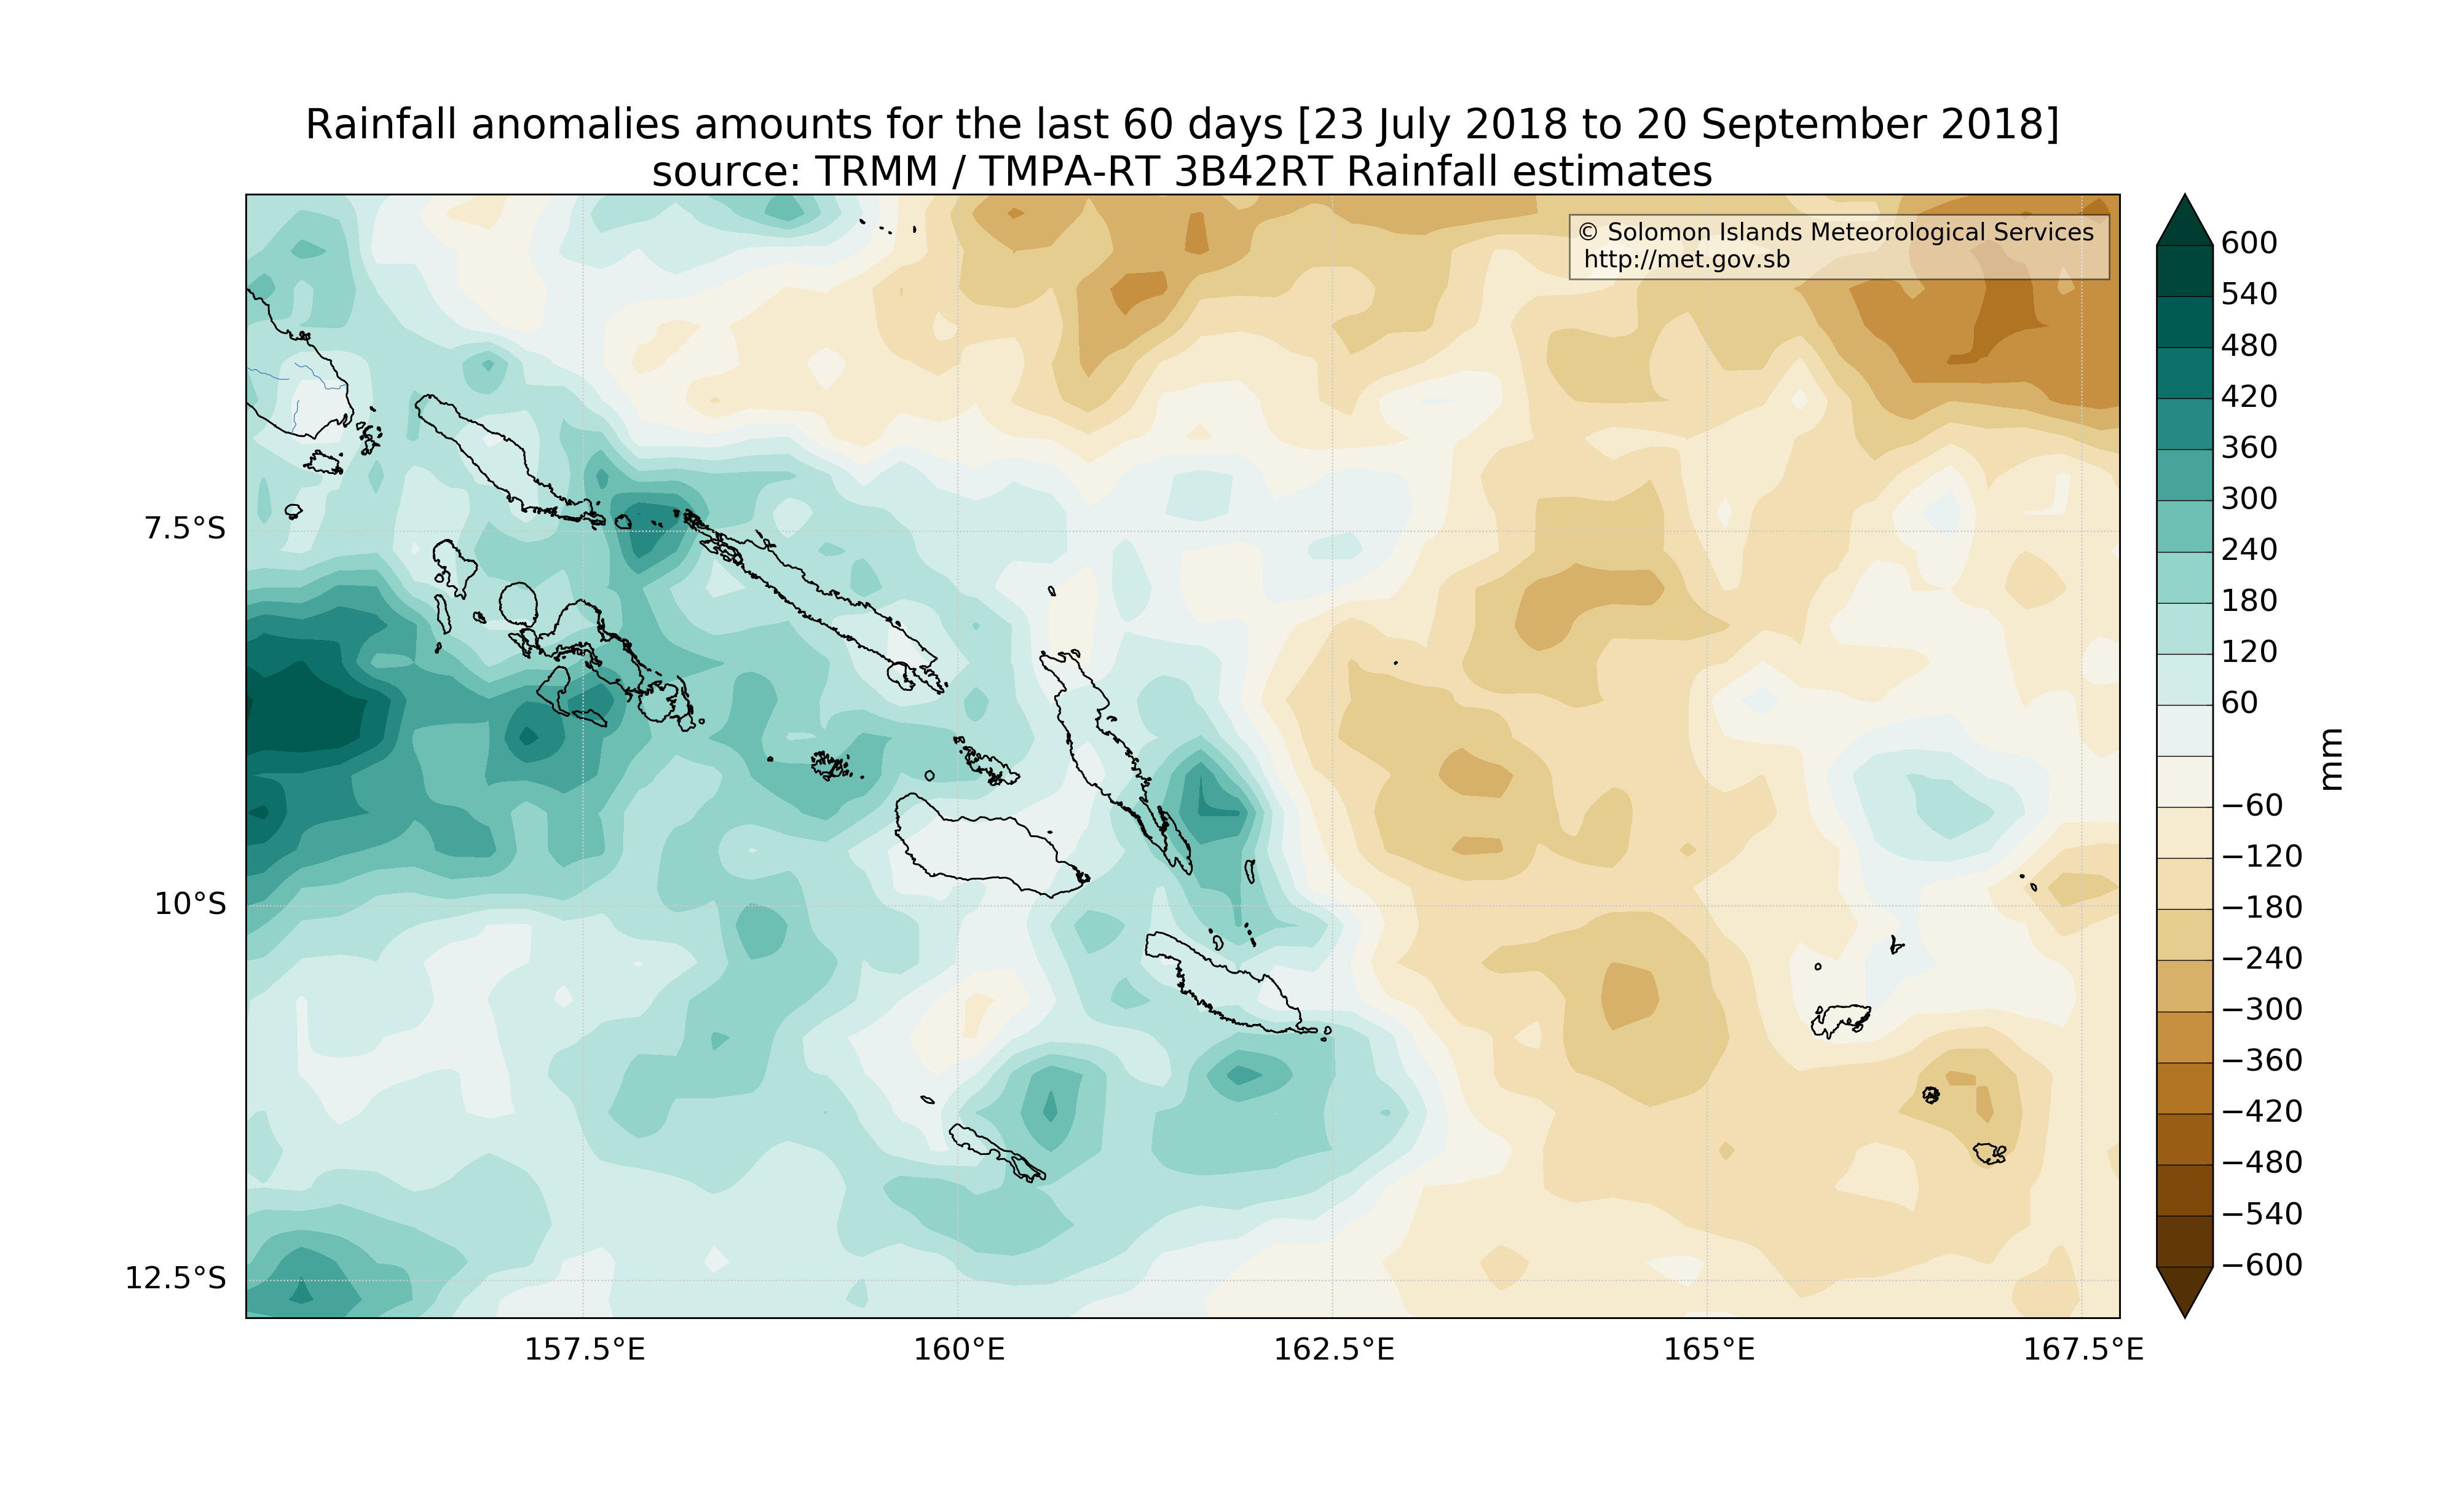 Rainfall anomalies amounts for the last 60 days [23 July 2018 to 20 September 2018]
source: TRMM / TMPA-RT 3B42RT Rainfall estimates
© Solomon Islands Meteorological Services
http://met.gov.sb
7.5°S
10°S
12.5°S
157.5°E
160°E
162.5°E
165°E
167.5°E
600
540
480
420
360
300
240
180
120
60
−60
−120
−180
−240
−300
−360
−420
−480
−540
−600
mm